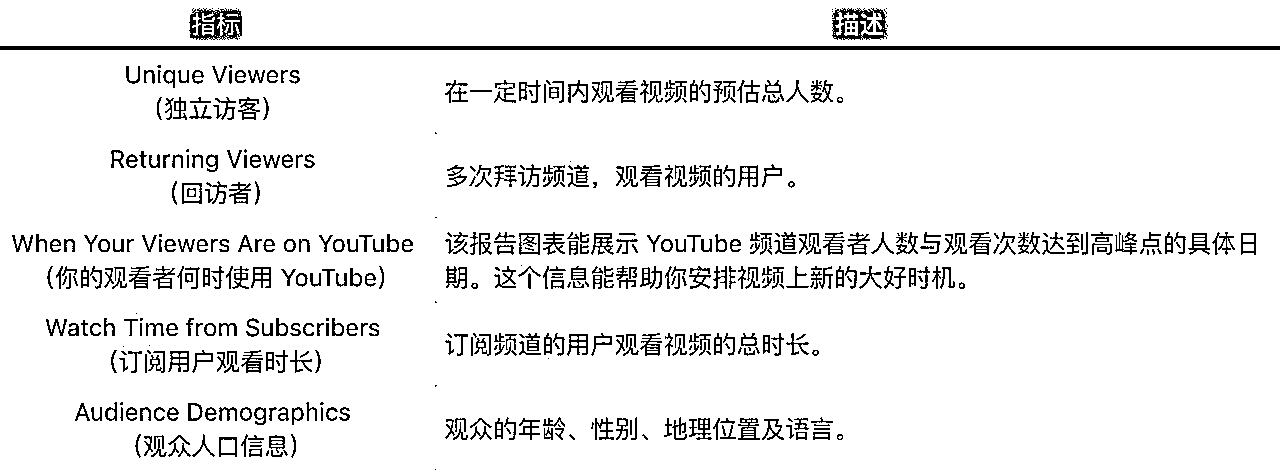 指标
描述
Unique Viewers
（独立访客）
在一定时间内观看视频的预估总人数。
Returning Viewers
（回访者）
多次拜访频道，观看视频的用户。
When Your Viewers Are on YouTube
（你的观看者何时使用 YouTube）
该报告图表能展示 YouTube 频道观看者人数与观看次数达到高峰点的具体日
期。这个信息能帮助你安排视频上新的大好时机。
Watch Time from Subscribers
（订阅用户观看时长）
订阅频道的用户观看视频的总时长。
Audience Demographics
（观众人口信息）
观众的年龄、性别、地理位置及语言。